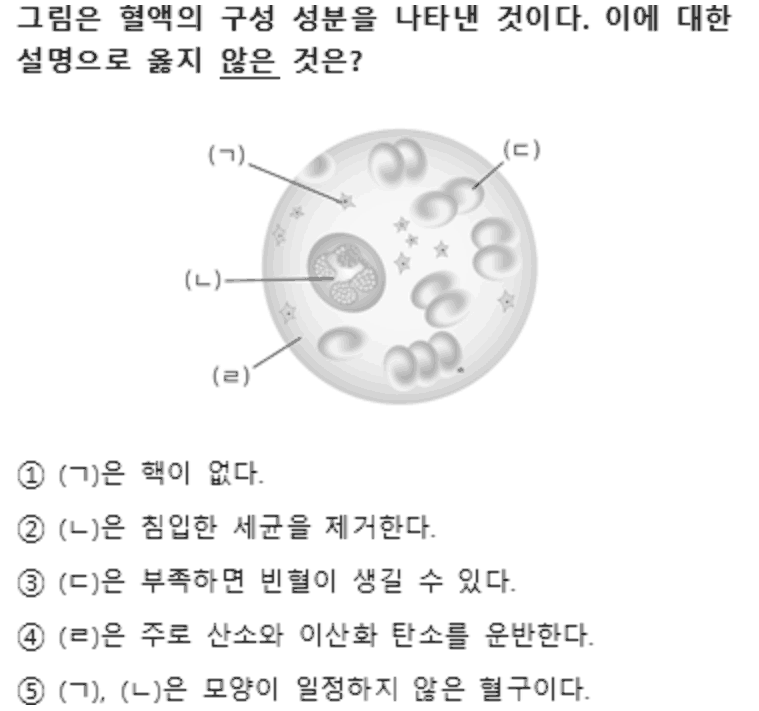 그림은 혈액의 구성 성분을 나타낸 것이다. 이에 대한
설명으로 옳지 않은 것은?
(ㄱ)
(ㄷ)
(ㄴ)
(ㄹ)
① (ㄱ)은 핵이 없다.
② (ㄴ)은 침입한 세균을 제거한다.
③ (ㄷ)은 부족하면 빈혈이 생길 수 있다.
④ (ㄹ)은 주로 산소와 이산화 탄소를 운반한다.
⑤ (ㄱ), (ㄴ)은 모양이 일정하지 않은 혈구이다.